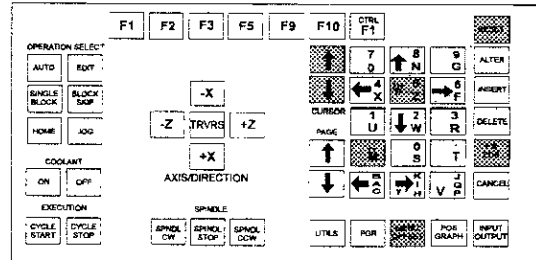 F1 F2 F3 F5 F9 F10 CTRL F1 RESET
OPERATION SELECT
AUTO EDIT
SINGLE BLOCK BLOCK SKIP
HOME JOG
COOLANT
ON OFF
EXECUTION
CYCLE START CYCLE STOP
-X
-Z TRVRS +Z
+X
AXIS/DIRECTION
SPINDLE
SPNDL CW SPNDL STOP SPNDL CCW
7 8 N 9 G ALTER
4 X 6 F INSERT
CURSOR
1 U 2 W 3 R DELETE
PAGE
M 0 S T
CANCEL
UTILS PGR POS GRAPH INPUT OUTPUT